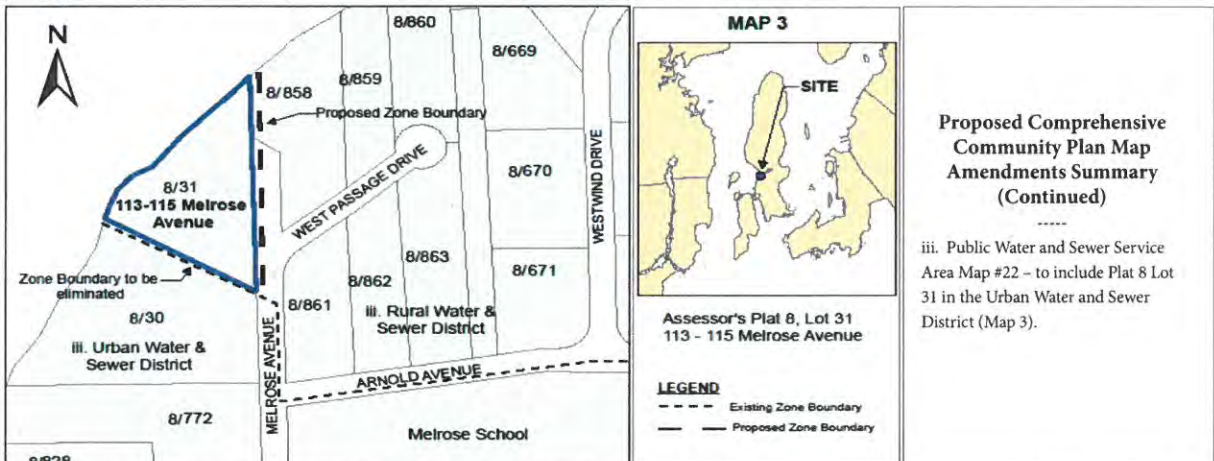 N
8/860
8/669
8/859
8/858
Proposed Zone Boundary
8/31
113-115 Melrose
Avenue
WEST PASSAGE DRIVE
8/670
WESTWIND DRIVE
Zone Boundary to be
eliminated
8/863
8/671
8/862
8/861
8/30
iii. Rural Water &
Sewer District
iii. Urban Water &
Sewer District
MELROSE AVENUE
ARNOLD AVENUE
8/772
Melrose School
8/828
MAP 3
SITE
Assessor's Plat 8, Lot 31
113 - 115 Melrose Avenue
LEGEND
Existing Zone Boundary
Proposed Zone Boundary
Proposed Comprehensive
Community Plan Map
Amendments Summary
(Continued)
-----
iii. Public Water and Sewer Service
Area Map #22 – to include Plat 8 Lot
31 in the Urban Water and Sewer
District (Map 3).